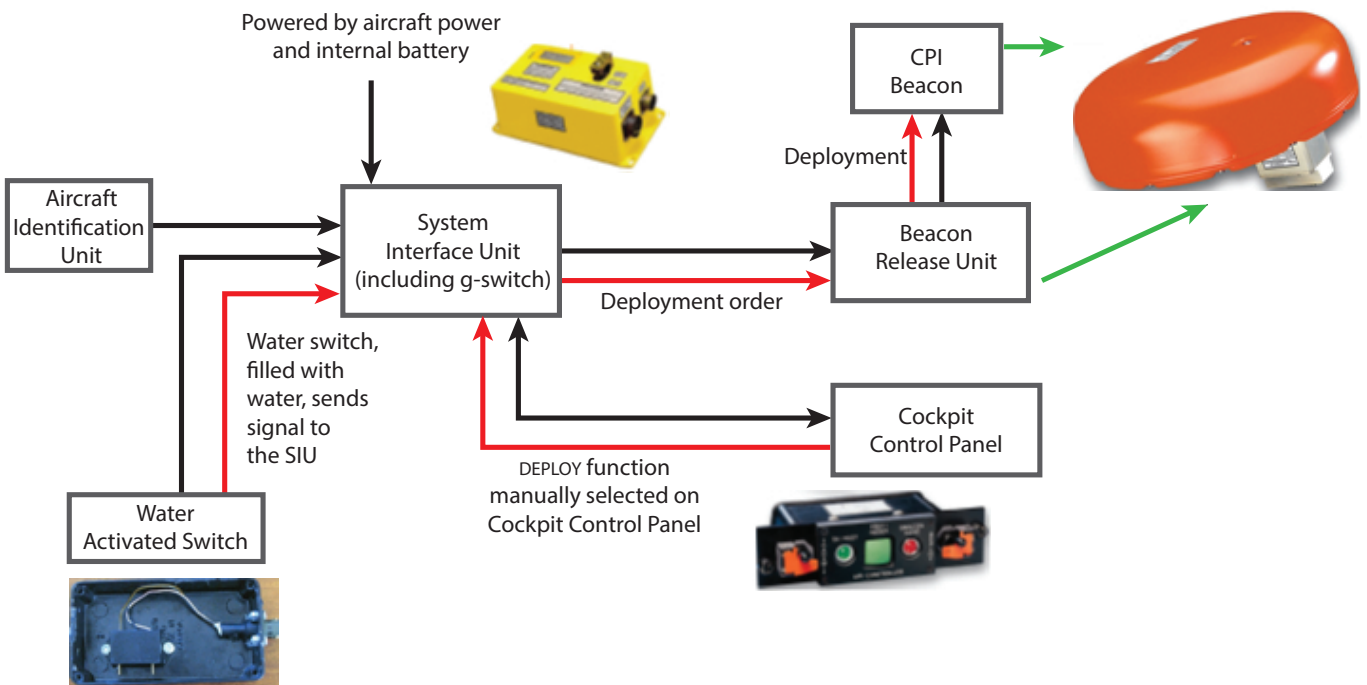 Powered by aircraft power
and internal battery
CPI
Beacon
Deployment
Aircraft
Identification
Unit
System
Interface Unit
(including g-switch)
Beacon
Release Unit
Deployment order
Water switch,
filled with
water, sends
signal to
the SIU
Cockpit
Control Panel
DEPLOY function
manually selected on
Cockpit Control Panel
Water
Activated Switch